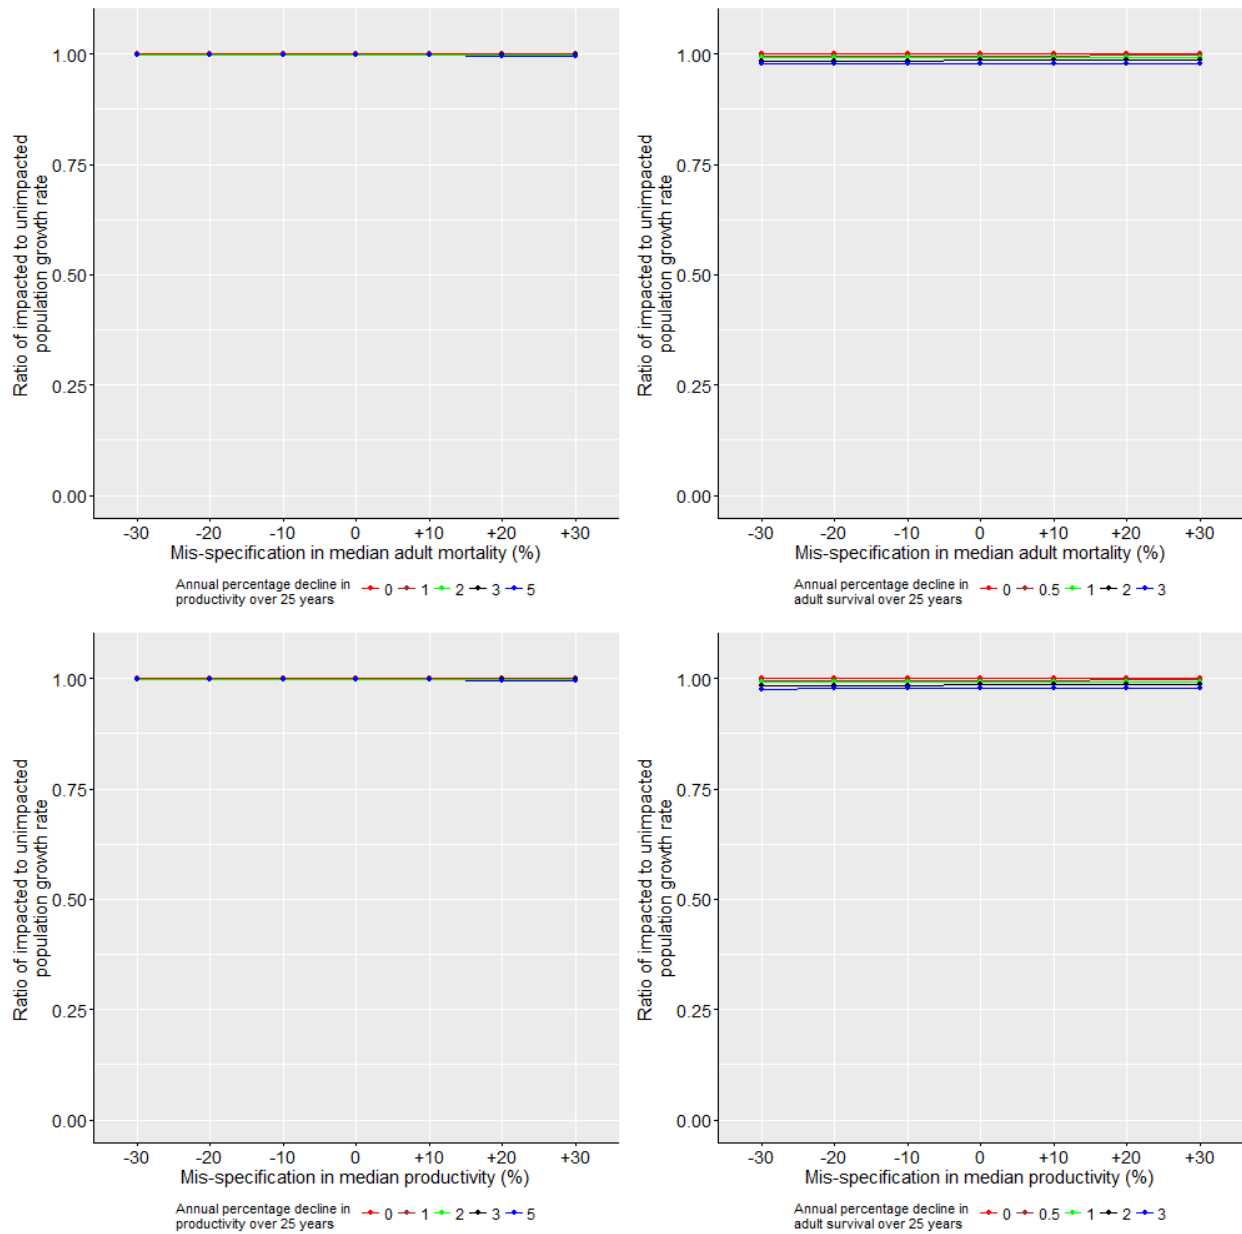 Ratio of impacted to unimpacted
population growth rate
1.00
0.75
0.50
0.25
0.00
-30 -20 -10 0 +10 +20 +30
Mis-specification in median adult mortality (%)
Annual percentage decline in
productivity over 25 years
0 1 2 3 5
Ratio of impacted to unimpacted
population growth rate
1.00
0.75
0.50
0.25
0.00
-30 -20 -10 0 +10 +20 +30
Mis-specification in median adult mortality (%)
Annual percentage decline in
adult survival over 25 years
0 0.5 1 2 3
Ratio of impacted to unimpacted
population growth rate
1.00
0.75
0.50
0.25
0.00
-30 -20 -10 0 +10 +20 +30
Mis-specification in median productivity (%)
Annual percentage decline in
productivity over 25 years
0 1 2 3 5
Ratio of impacted to unimpacted
population growth rate
1.00
0.75
0.50
0.25
0.00
-30 -20 -10 0 +10 +20 +30
Mis-specification in median productivity (%)
Annual percentage decline in
adult survival over 25 years
0 0.5 1 2 3